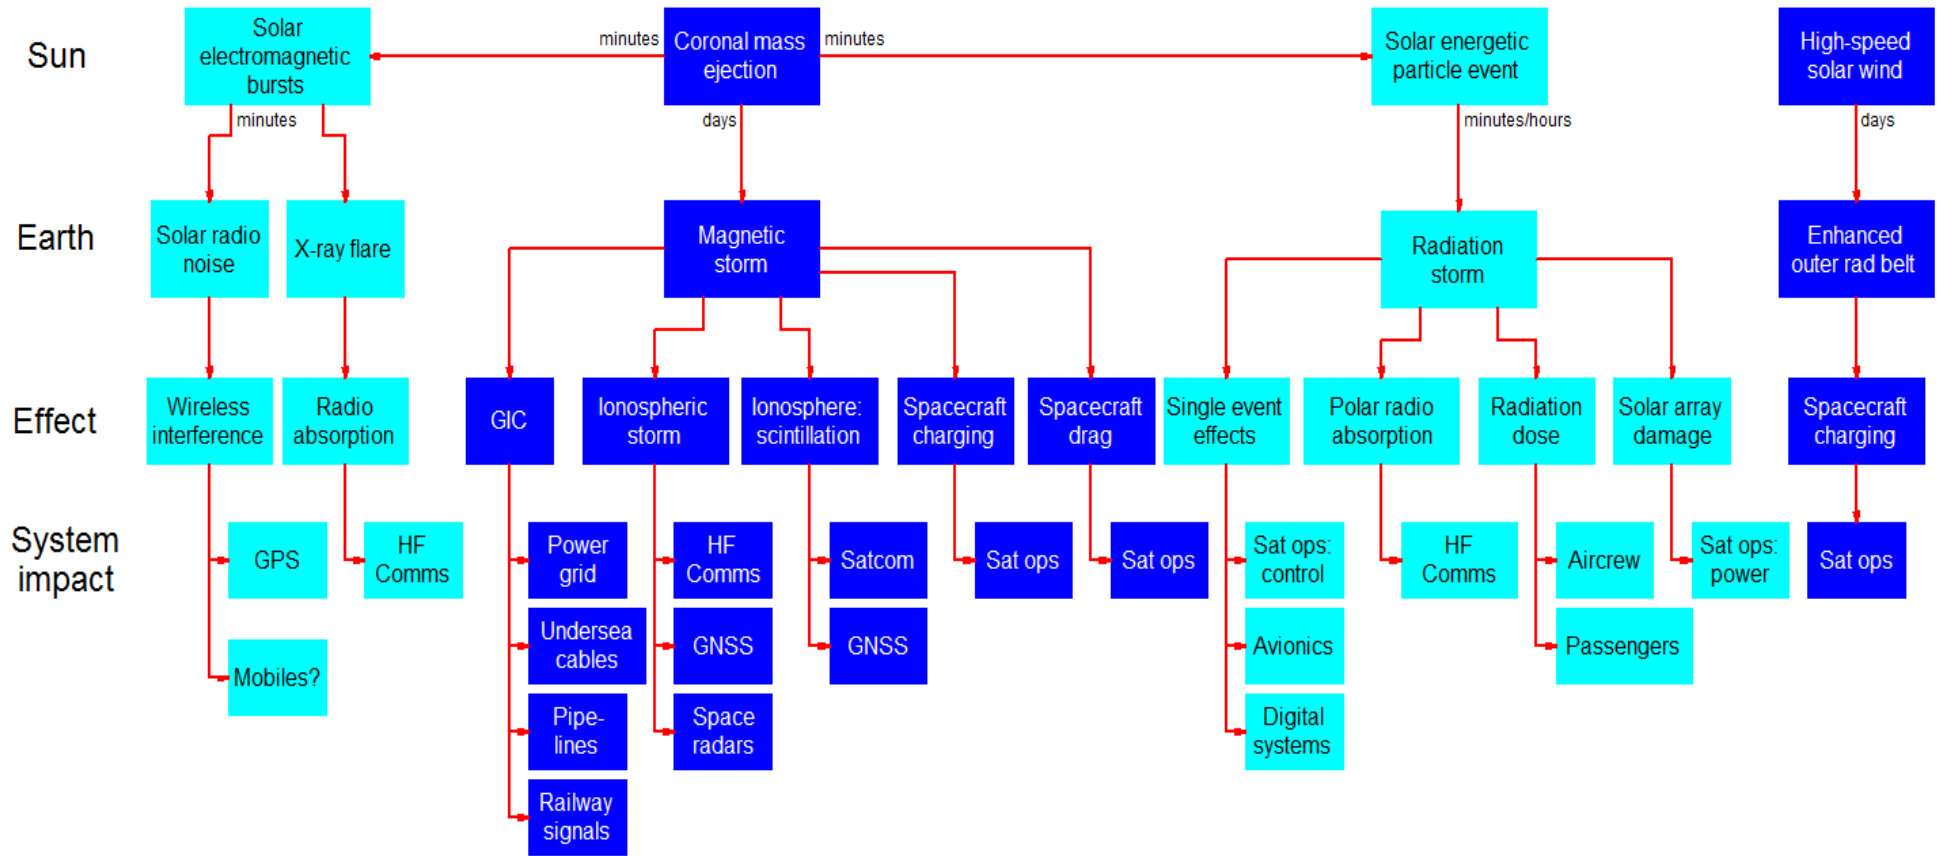 Sun
Solar
electromagnetic
bursts
minutes
Coronal mass
ejection
minutes
Solar energetic
particle event
High-speed
solar wind
minutes
days
minutes/hours
days
Earth
Solar radio
noise
X-ray flare
Magnetic
storm
Radiation
storm
Enhanced
outer rad belt
Effect
Wireless
interference
Radio
absorption
GIC
Ionospheric
storm
Ionosphere:
scintillation
Spacecraft
charging
Spacecraft
drag
Single event
effects
Polar radio
absorption
Radiation
dose
Solar array
damage
Spacecraft
charging
System
impact
GPS
HF
Comms
Power
grid
HF
Comms
Satcom
Sat ops
Sat ops
Sat ops:
control
HF
Comms
Aircrew
Sat ops:
power
Sat ops
Mobiles?
Undersea
cables
GNSS
GNSS
Avionics
Passengers
Pipe-
lines
Space
radars
Digital
systems
Railway
signals